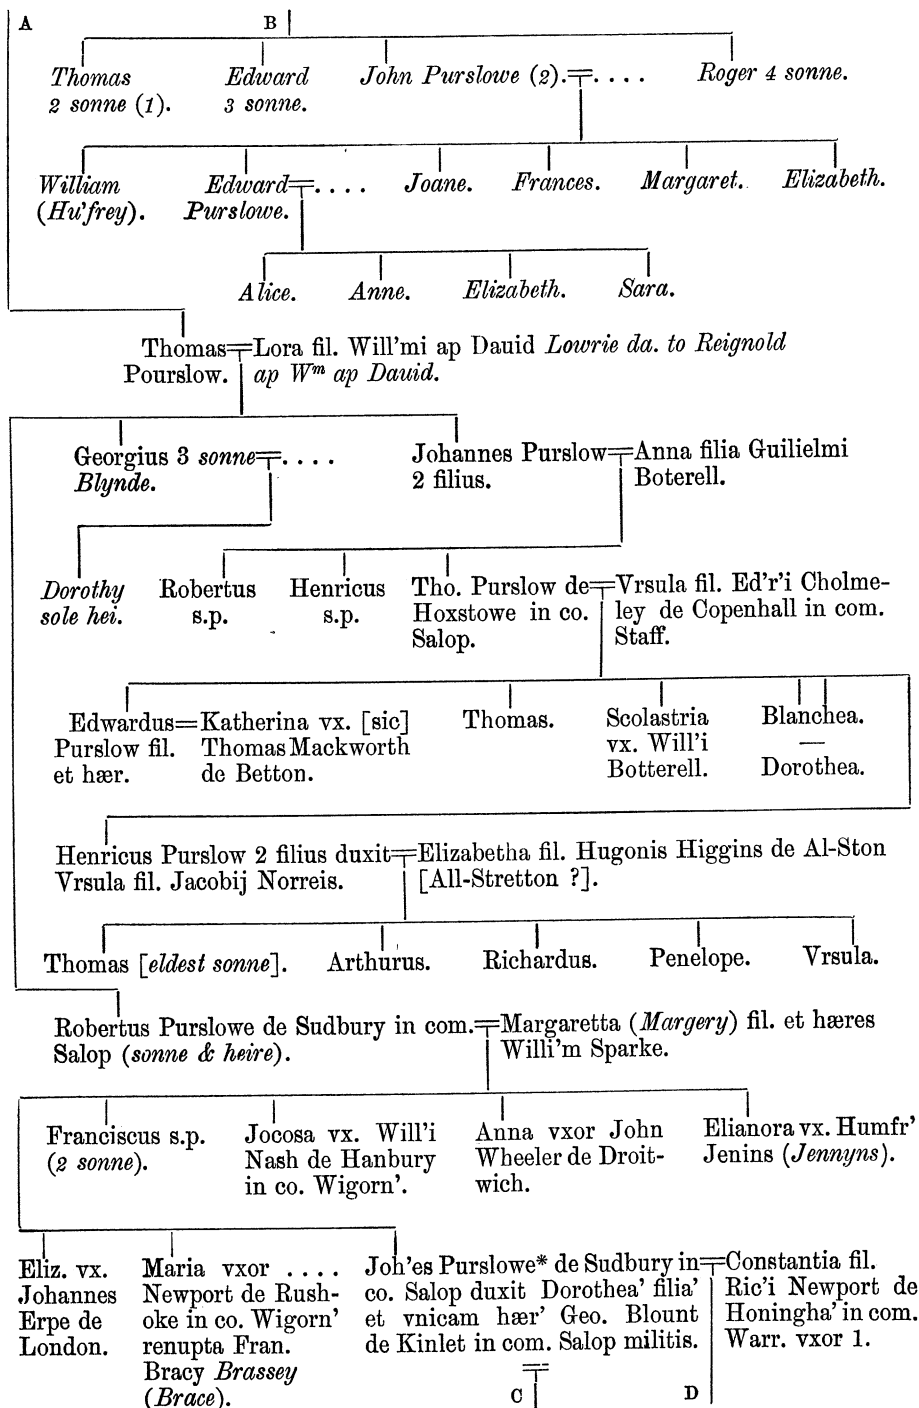 A B
Thomas Edward John Purslowe (2). . . . . Roger 4 sonne.
2 sonne (1). 3 sonne.
William Edward . . . . Joane. Frances. Margaret. Elizabeth.
(Hu'frey). Purslowe.
Alice. Anne. Elizabeth. Sara.
Thomas Lora fil. Will'mi ap Dauid Lowrie da. to Reignold
Pourslow. ap Wm ap Dauid.
Georgius 3 sonne . . . . Johannes Purslow Anna filia Guilielmi
Blynde. 2 filius. Boterell.
Dorothy Robertus Henricus Tho. Purslow de Vrsula fil. Ed'r'i Cholme-
sole hei. s.p. s.p. Hoxstowe in co. ley de Copenhall in com.
Salop. Staff.
Edwardus=Katherina vx. [sic] Thomas. Scolastria Blanchea.
Purslow fil. Thomas Mackworth vx. Will'i —
et hær. de Betton. Botterell. Dorothea.
Henricus Purslow 2 filius duxit Elizabetha fil. Hugonis Higgins de Al-Ston
Vrsula fil. Jacobij Norreis. [All-Stretton ?].
Thomas [eldest sonne]. Arthurus. Richardus. Penelope. Vrsula.
Robertus Purslowe de Sudbury in com. Margaretta (Margery) fil. et hæres
Salop (sonne & heire). Willi'm Sparke.
Franciscus s.p. Jocosa vx. Will'i Anna vxor John Elianora vx. Humfr'
(2 sonne). Nash de Hanbury Wheeler de Droit- Jenins (Jennyns).
in co. Wigorn'. wich.
Eliz. vx. Maria vxor . . . . Joh'es Purslowe* de Sudbury in Constantia fil.
Johannes Newport de Rush- co. Salop duxit Dorothea' filia' Ric'i Newport de
Erpe de oke in co. Wigorn' et vnicam hær' Geo. Blount Honingha' in com.
London. renupta Fran. de Kinlet in com. Salop militis. Warr. vxor 1.
Bracy Brassey
(Brace). C D